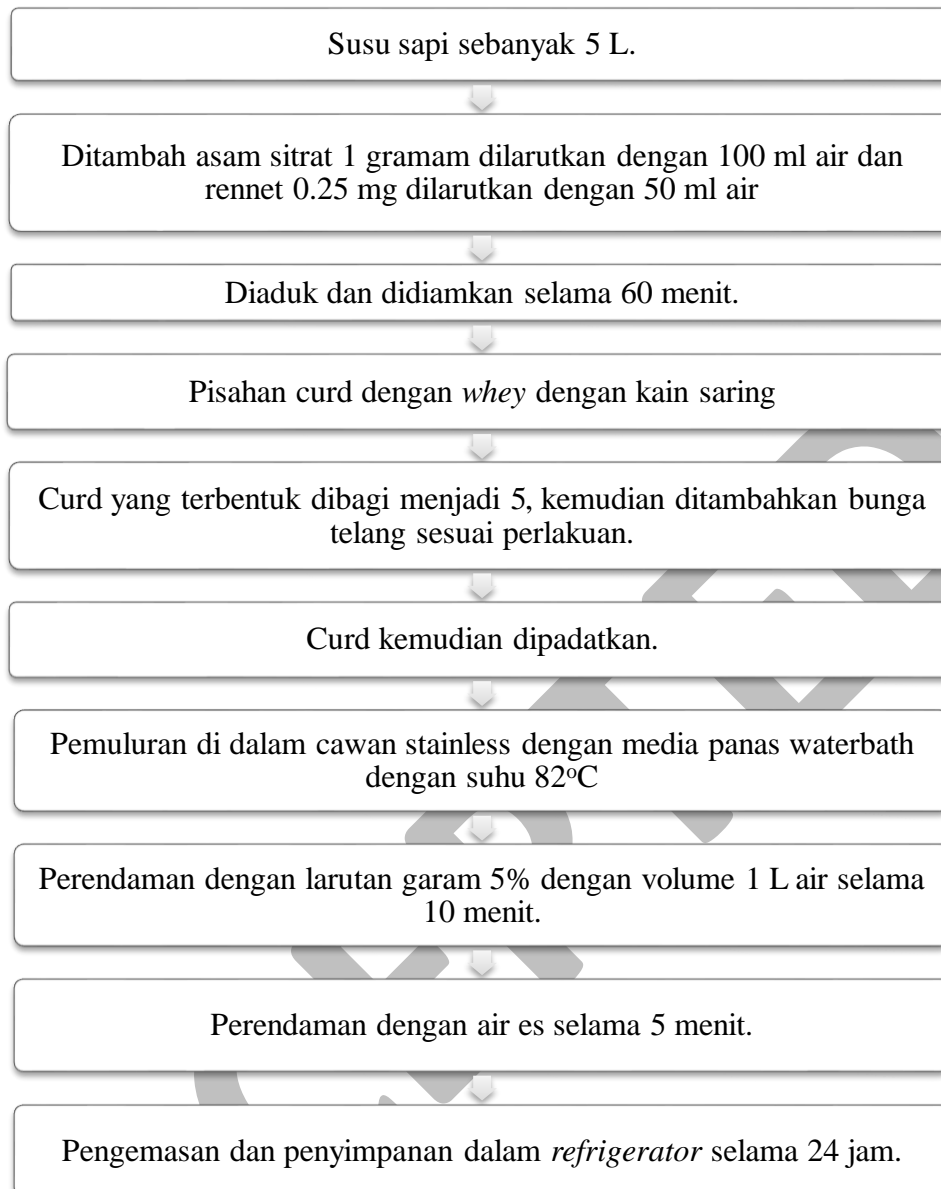 Susu sapi sebanyak 5 L.
Ditambah asam sitrat 1 gramam dilarutkan dengan 100 ml air dan
rennet 0.25 mg dilarutkan dengan 50 ml air
Diaduk dan didiamkan selama 60 menit.
Pisahan curd dengan whey dengan kain saring
Curd yang terbentuk dibagi menjadi 5, kemudian ditambahkan bunga
telang sesuai perlakuan.
Curd kemudian dipadatkan.
Pemuluran di dalam cawan stainless dengan media panas waterbath
dengan suhu 82°C
Perendaman dengan larutan garam 5% dengan volume 1 L air selama
10 menit.
Perendaman dengan air es selama 5 menit.
Pengemasan dan penyimpanan dalam refrigerator selama 24 jam.